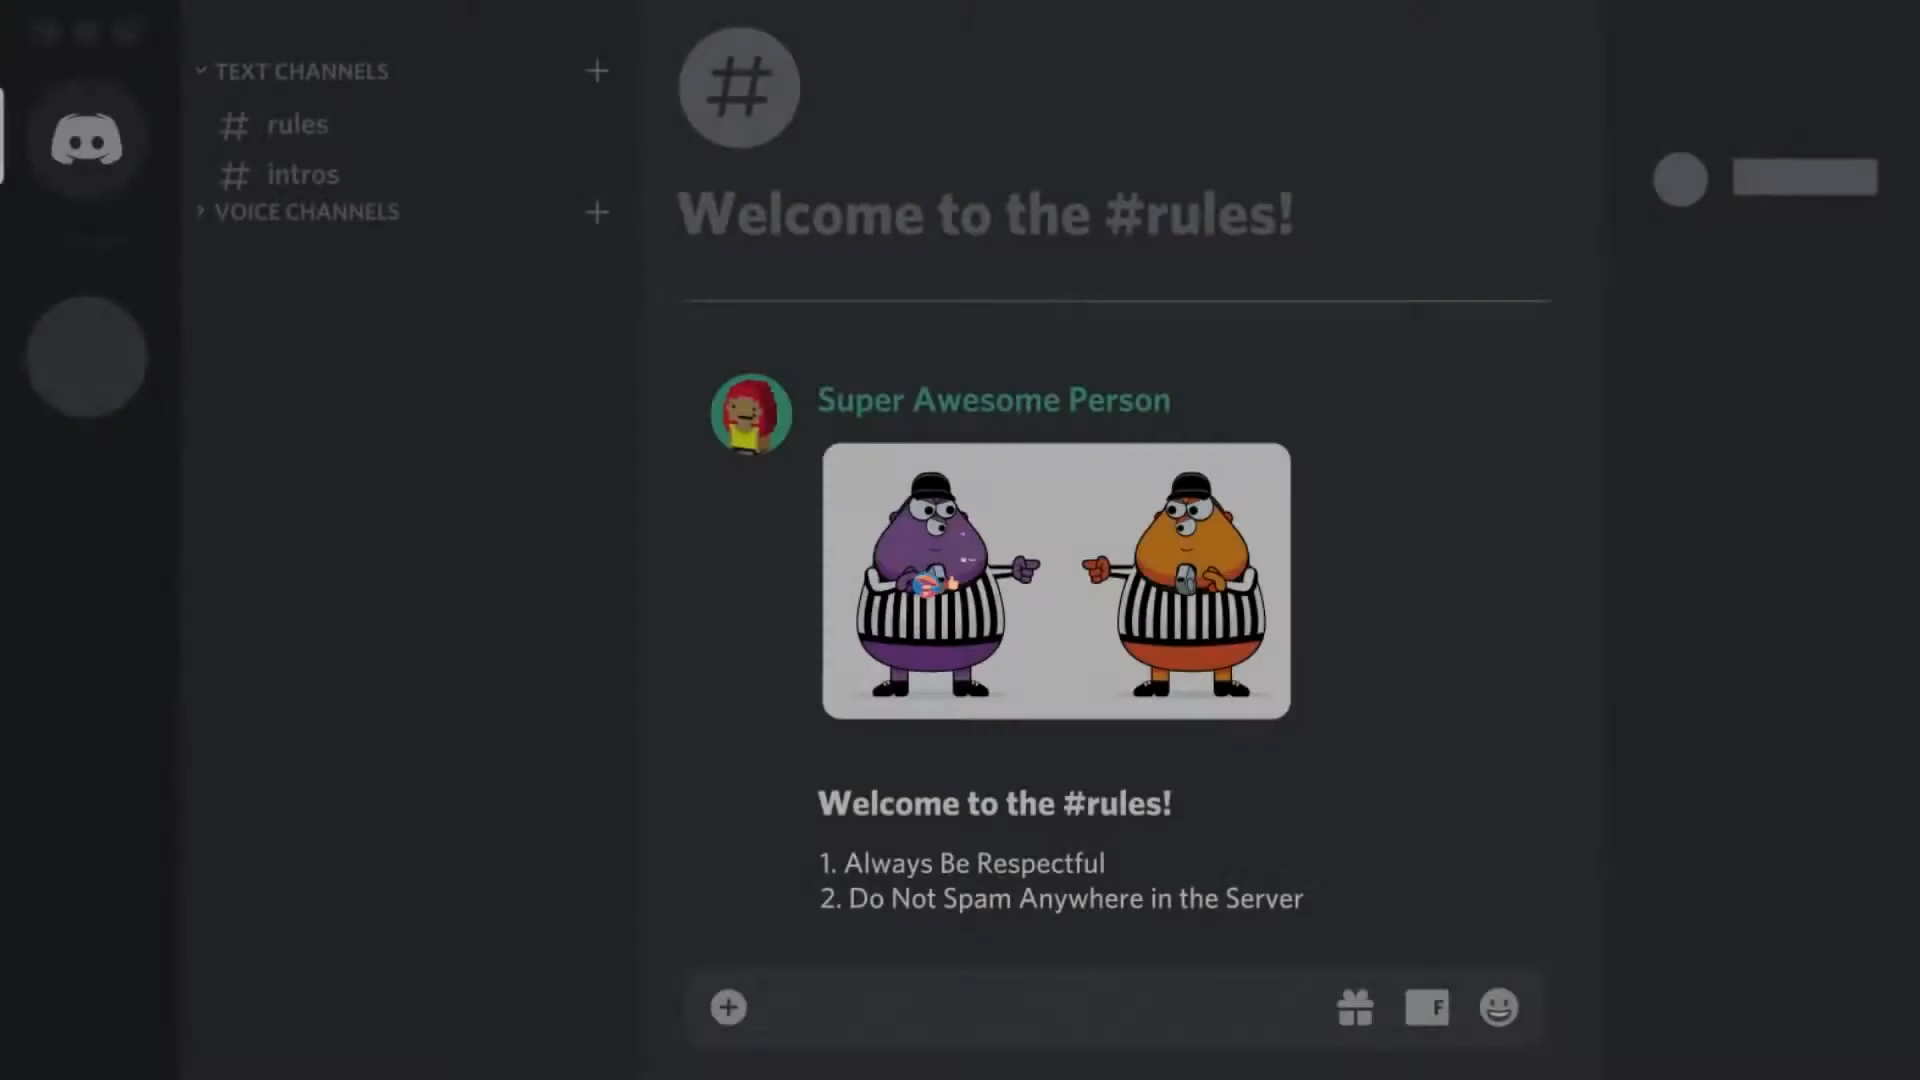 TEXT CHANNELS
# rules
# intros
VOICE CHANNELS
#
Welcome to the #rules!
Super Awesome Person
Welcome to the #rules!
1. Always Be Respectful
2. Do Not Spam Anywhere in the Server
F